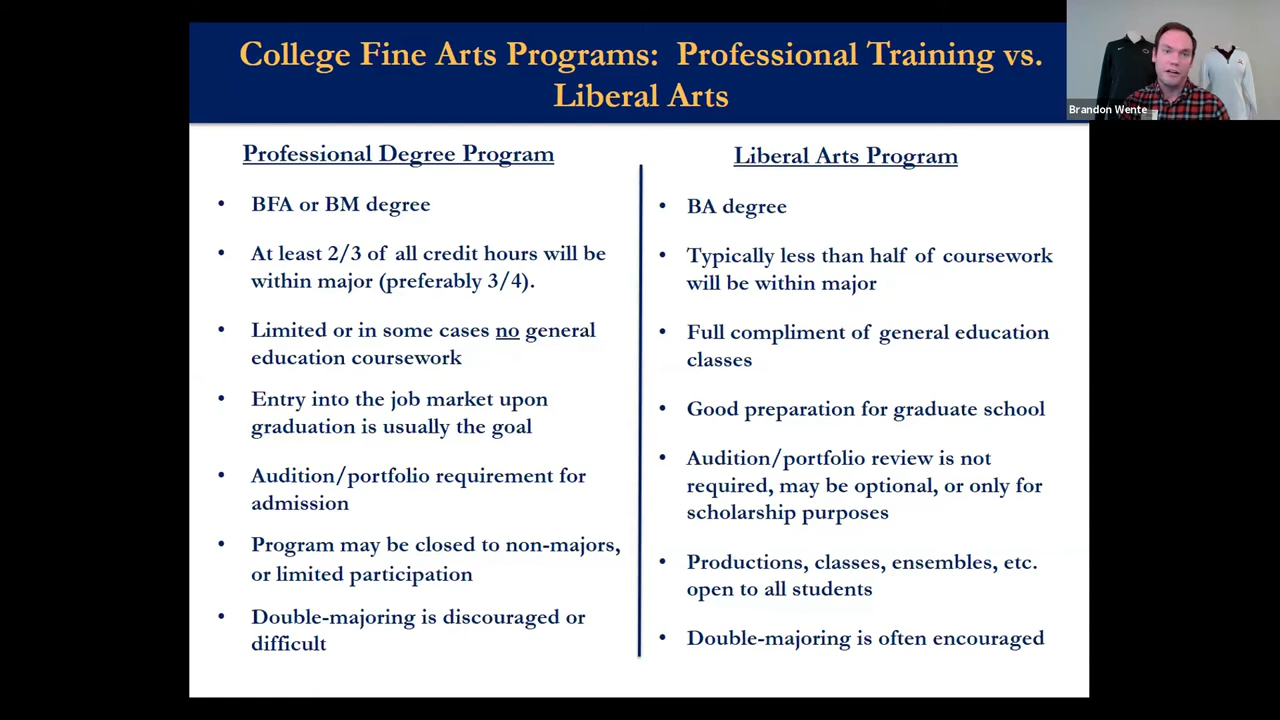 College Fine Arts Programs: Professional Training vs.
Liberal Arts
Brandon Wente
Professional Degree Program
• BFA or BM degree
• At least 2/3 of all credit hours will be
within major (preferably 3/4).
• Limited or in some cases no general
education coursework
• Entry into the job market upon
graduation is usually the goal
• Audition/portfolio requirement for
admission
• Program may be closed to non-majors,
or limited participation
• Double-majoring is discouraged or
difficult
Liberal Arts Program
• BA degree
• Typically less than half of coursework
will be within major
• Full compliment of general education
classes
• Good preparation for graduate school
• Audition/portfolio review is not
required, may be optional, or only for
scholarship purposes
• Productions, classes, ensembles, etc.
open to all students
• Double-majoring is often encouraged